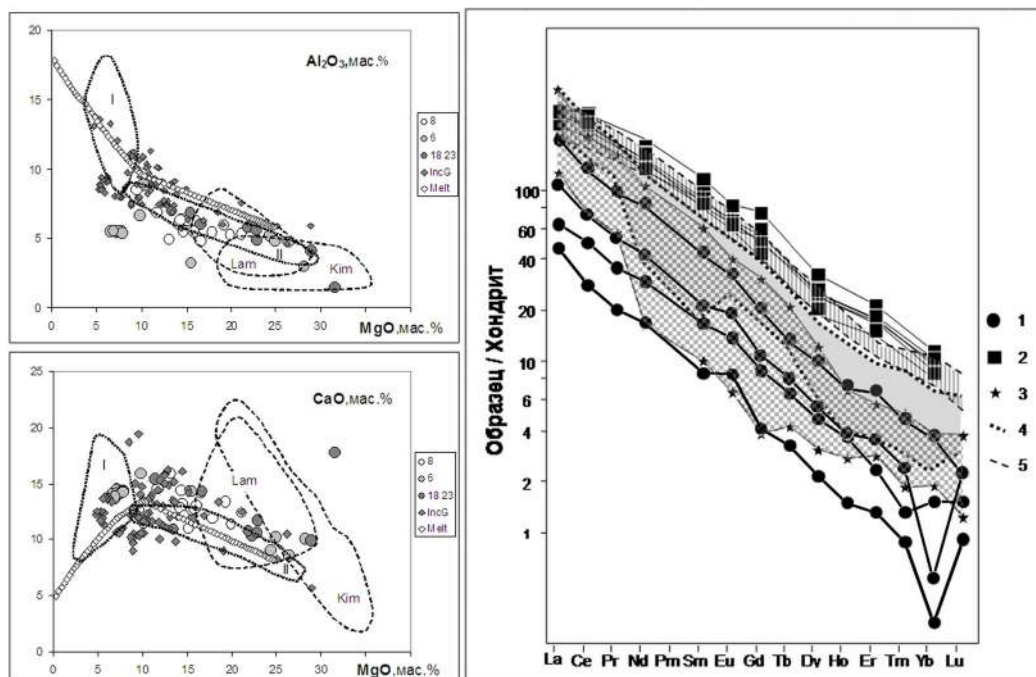 Al2O3,мас.%
20
15
10
5
0
I
II
Lam
Kim
8
6
18 23
IncG
Melt
0 5 10 15 20 25 30 35 40
MgO,мас.%
CaO,мас.%
25
20
15
10
5
0
I
Lam
II
Kim
8
6
18 23
IncG
Melt
0 5 10 15 20 25 30 35 40
MgO,мас.%
Образец / Хондрит
100
60
40
20
10
6
4
2
1
1
2
3
4
5
La Ce Pr Nd Pm Sm Eu Gd Tb Dy Ho Er Tm Yb Lu